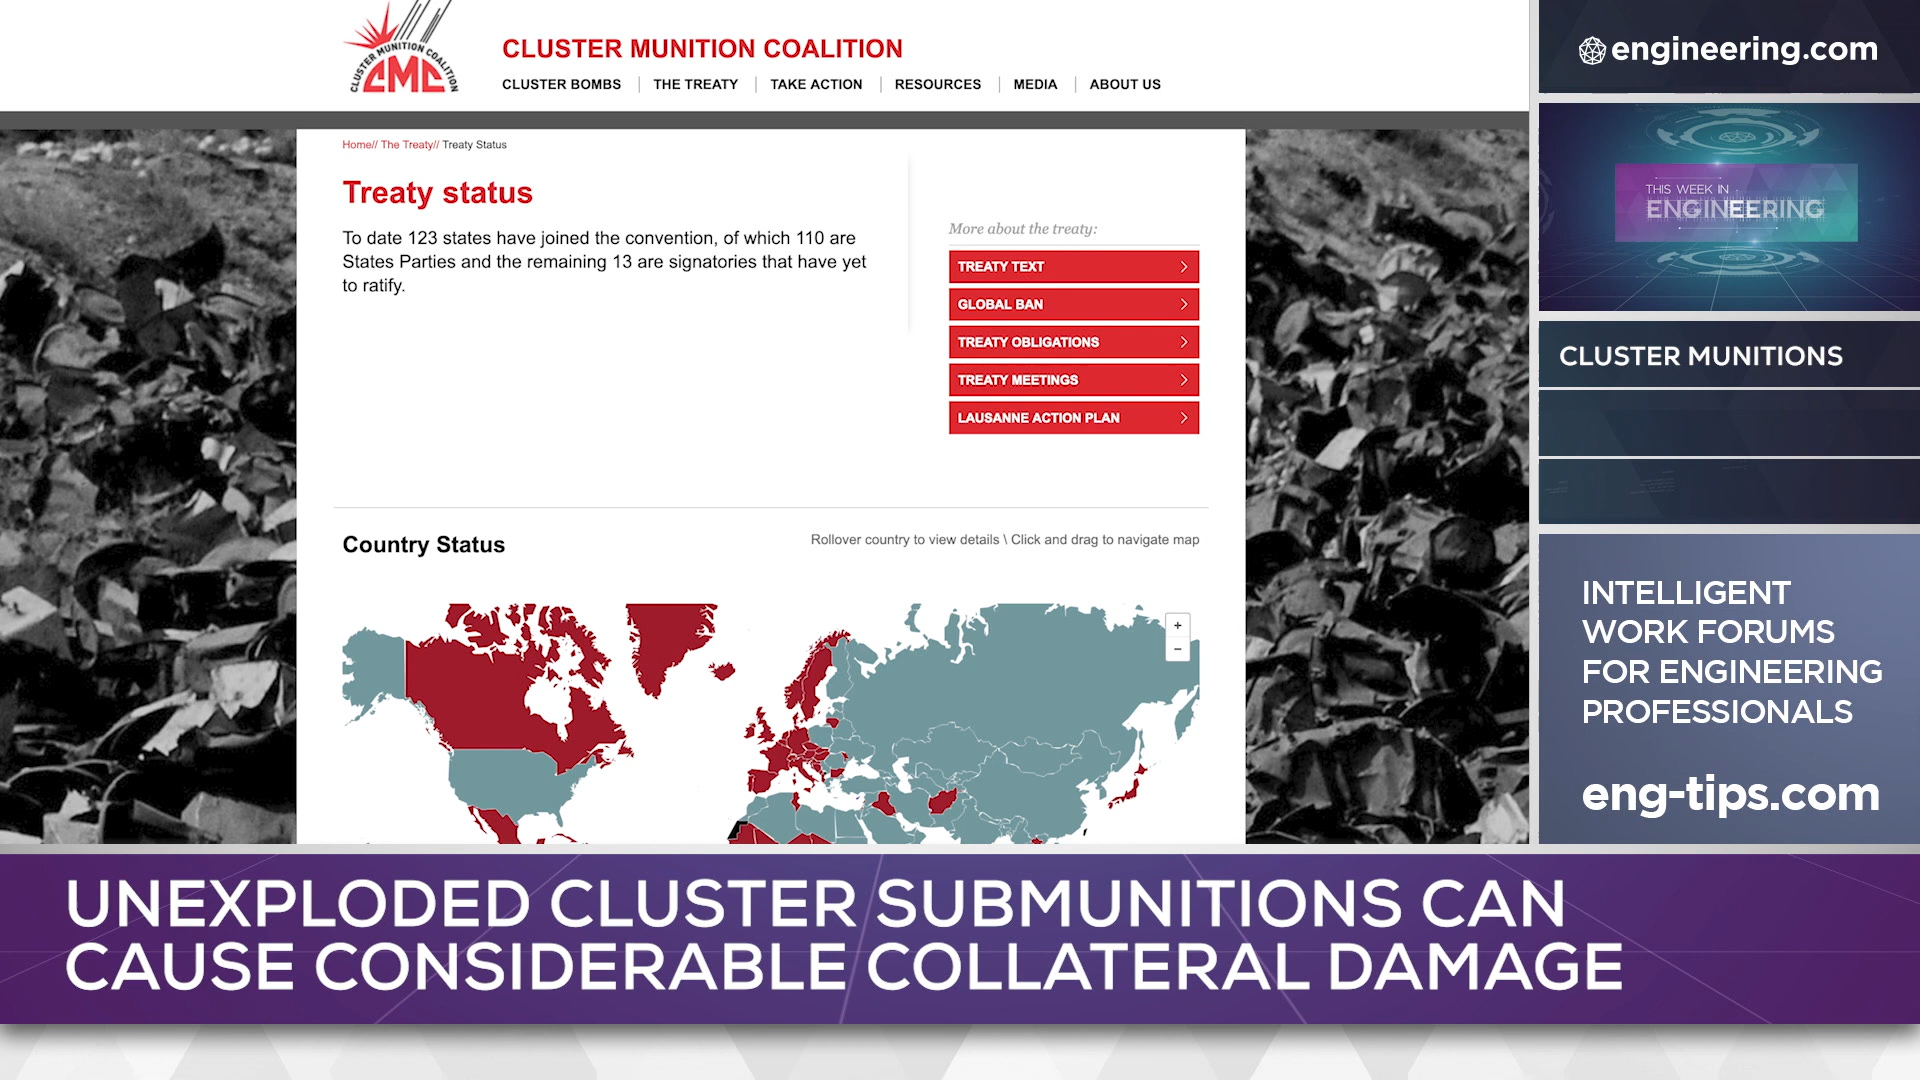 CLUSTER MUNITION COALITION
CMC
CLUSTER MUNITION COALITION
CLUSTER BOMBS
THE TREATY
TAKE ACTION
RESOURCES
MEDIA
ABOUT US
Home// The Treaty// Treaty Status
Treaty status
To date 123 states have joined the convention, of which 110 are
States Parties and the remaining 13 are signatories that have yet
to ratify.
More about the treaty:
TREATY TEXT
GLOBAL BAN
TREATY OBLIGATIONS
TREATY MEETINGS
LAUSANNE ACTION PLAN
Country Status
Rollover country to view details \ Click and drag to navigate map
+
−
engineering.com
THIS WEEK IN
ENGINEERING
CLUSTER MUNITIONS
INTELLIGENT
WORK FORUMS
FOR ENGINEERING
PROFESSIONALS
eng-tips.com
UNEXPLODED CLUSTER SUBMUNITIONS CAN
CAUSE CONSIDERABLE COLLATERAL DAMAGE